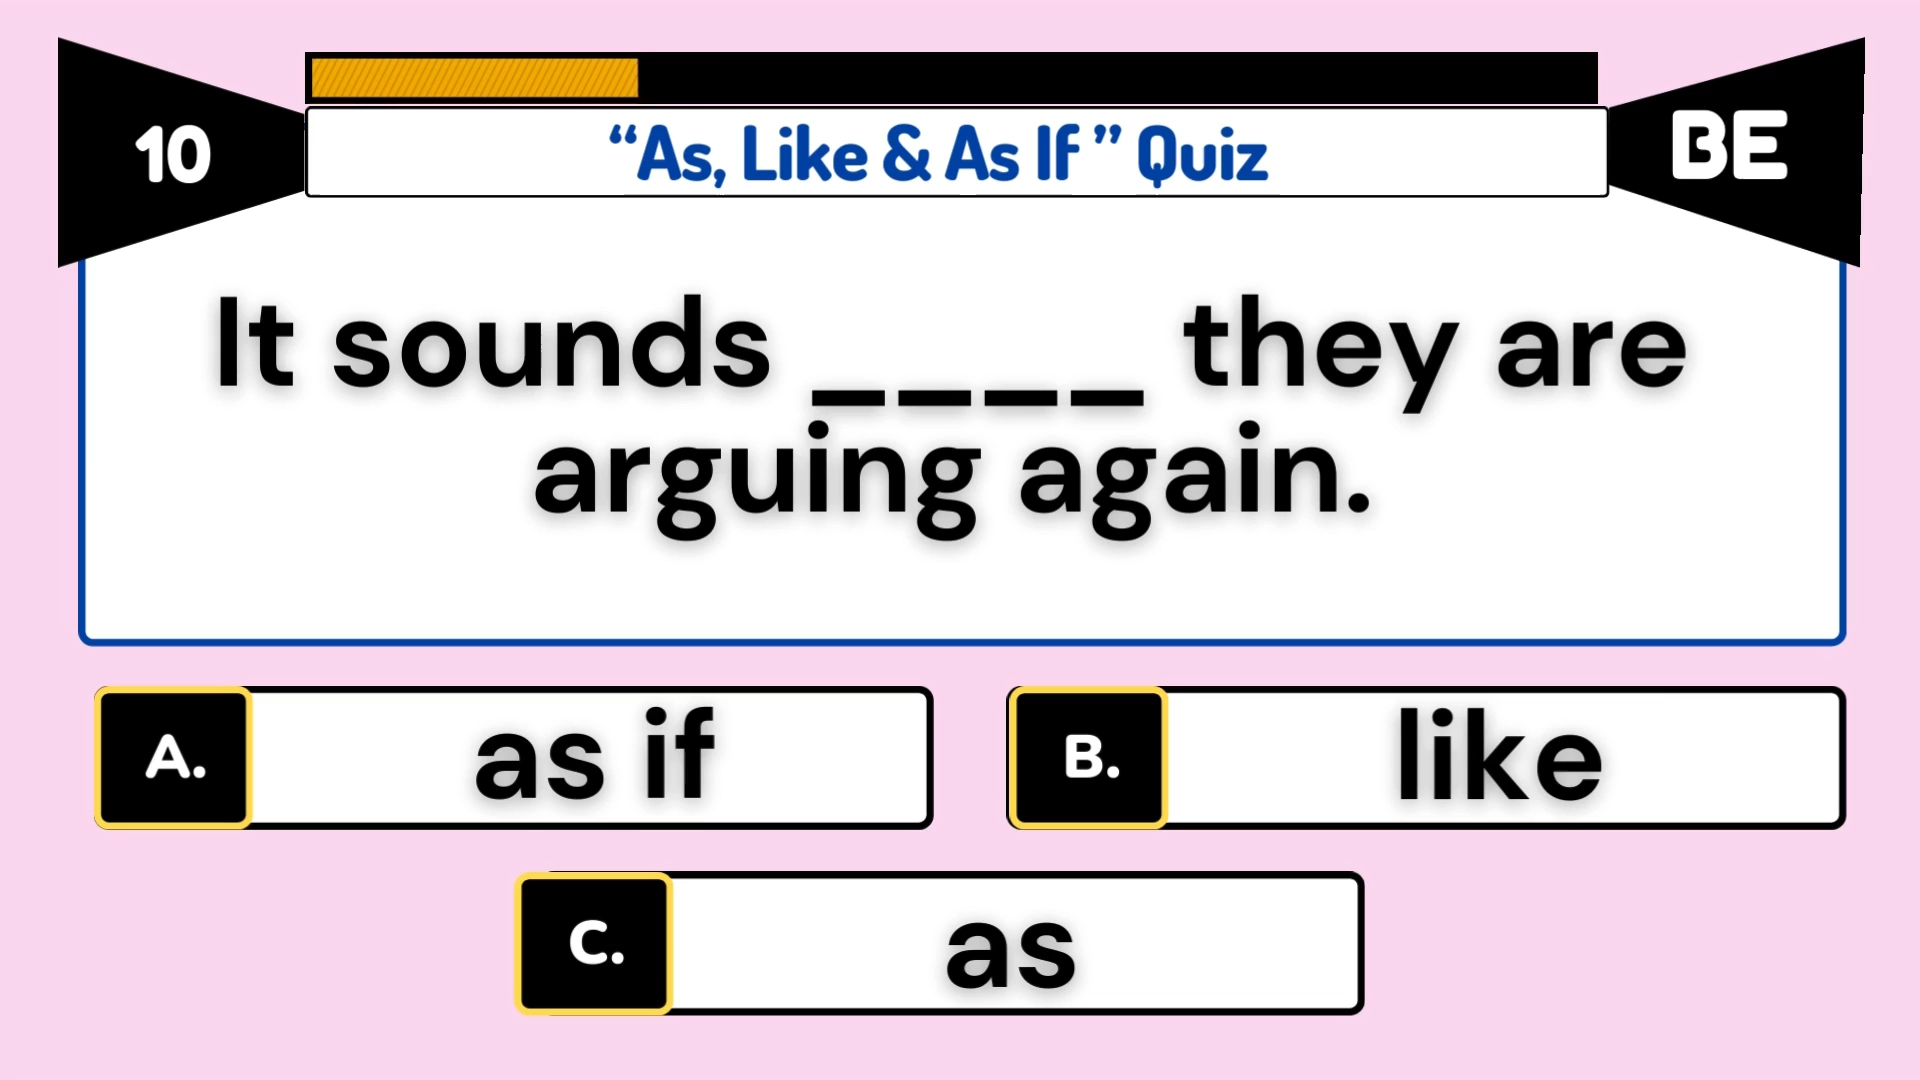 10
“As, Like & As If ” Quiz
BE
It sounds ____ they are
arguing again.
A.
as if
B.
like
C.
as